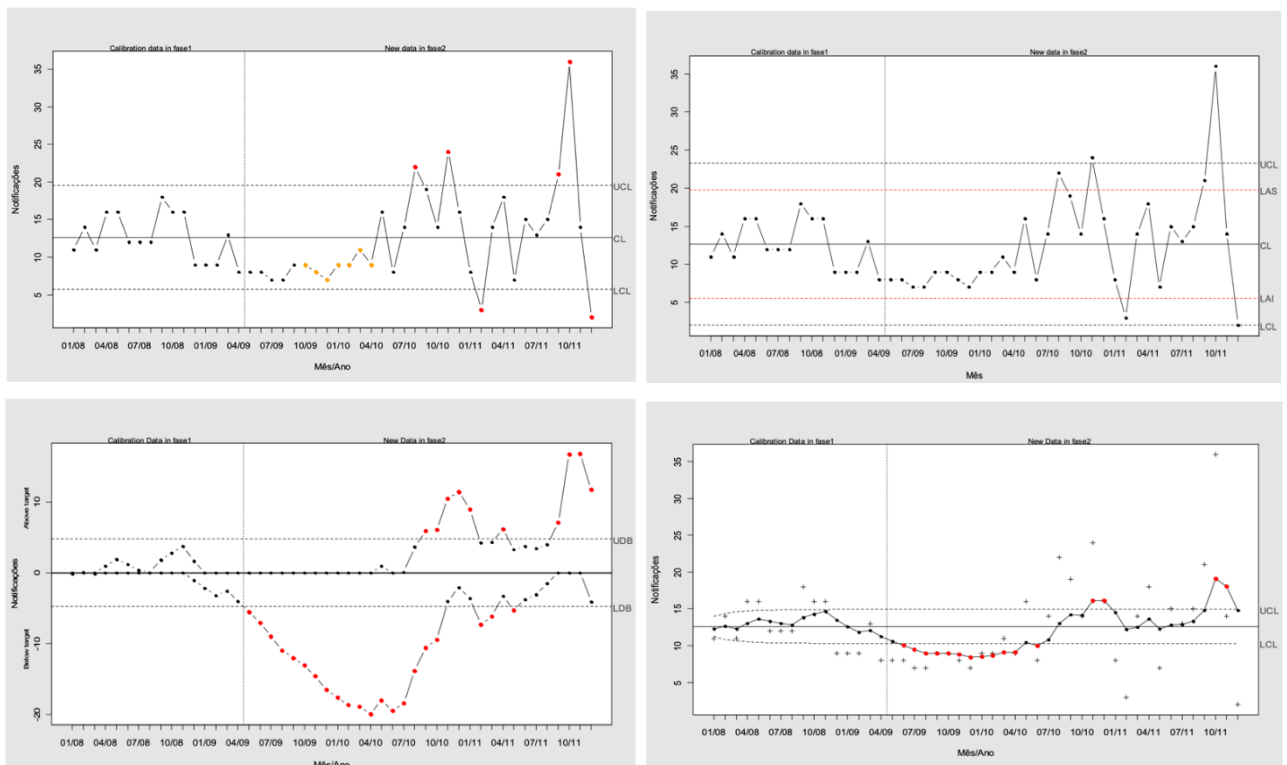 Calibration data in fase1 New data in fase2
35
30
25
20
15
10
5
Notificações
UCL
CL
LCL
01/08 04/08 07/08 10/08 01/09 04/09 07/09 10/09 01/10 04/10 07/10 10/10 01/11 04/11 07/11 10/11
Mês/Ano
Calibration data in fase1 New data in fase2
35
30
25
20
15
10
5
Notificações
UCL
LAS
CL
LAI
LCL
01/08 04/08 07/08 10/08 01/09 04/09 07/09 10/09 01/10 04/10 07/10 10/10 01/11 04/11 07/11 10/11
Mês
Calibration Data in fase1 New Data in fase2
10
0
-10
-20
Above target
Notificações
Below target
UDB
LDB
01/08 04/08 07/08 10/08 01/09 04/09 07/09 10/09 01/10 04/10 07/10 10/10 01/11 04/11 07/11 10/11
Mês/Ano
Calibration Data in fase1 New Data in fase2
35
30
25
20
15
10
5
Notificações
UCL
LCL
01/08 04/08 07/08 10/08 01/09 04/09 07/09 10/09 01/10 04/10 07/10 10/10 01/11 04/11 07/11 10/11
Mês/Ano